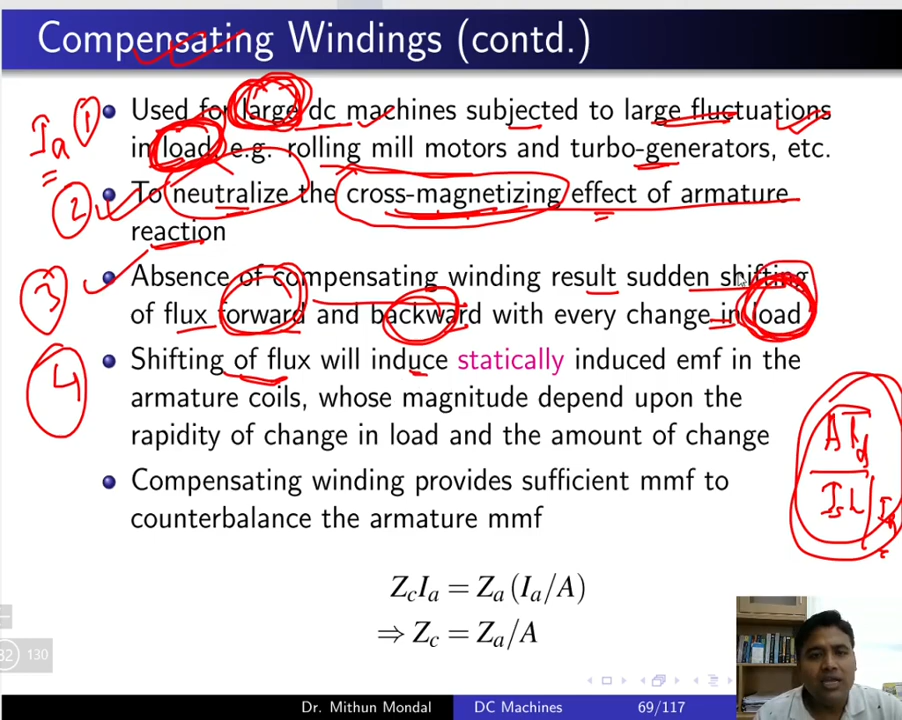 Compensating Windings (contd.)
Used for large dc machines subjected to large fluctuations
in load, e.g. rolling mill motors and turbo-generators, etc.
To neutralize the cross-magnetizing effect of armature
reaction
Absence of compensating winding result sudden shifting
of flux forward and backward with every change in load
Shifting of flux will induce statically induced emf in the
armature coils, whose magnitude depend upon the
rapidity of change in load and the amount of change
Compensating winding provides sufficient mmf to
counterbalance the armature mmf
Z_cI_a = Z_a (I_a/A)
⇒ Z_c = Z_a/A
Ia
1
2
3
4
ATd
32 130
Dr. Mithun Mondal DC Machines 69/117